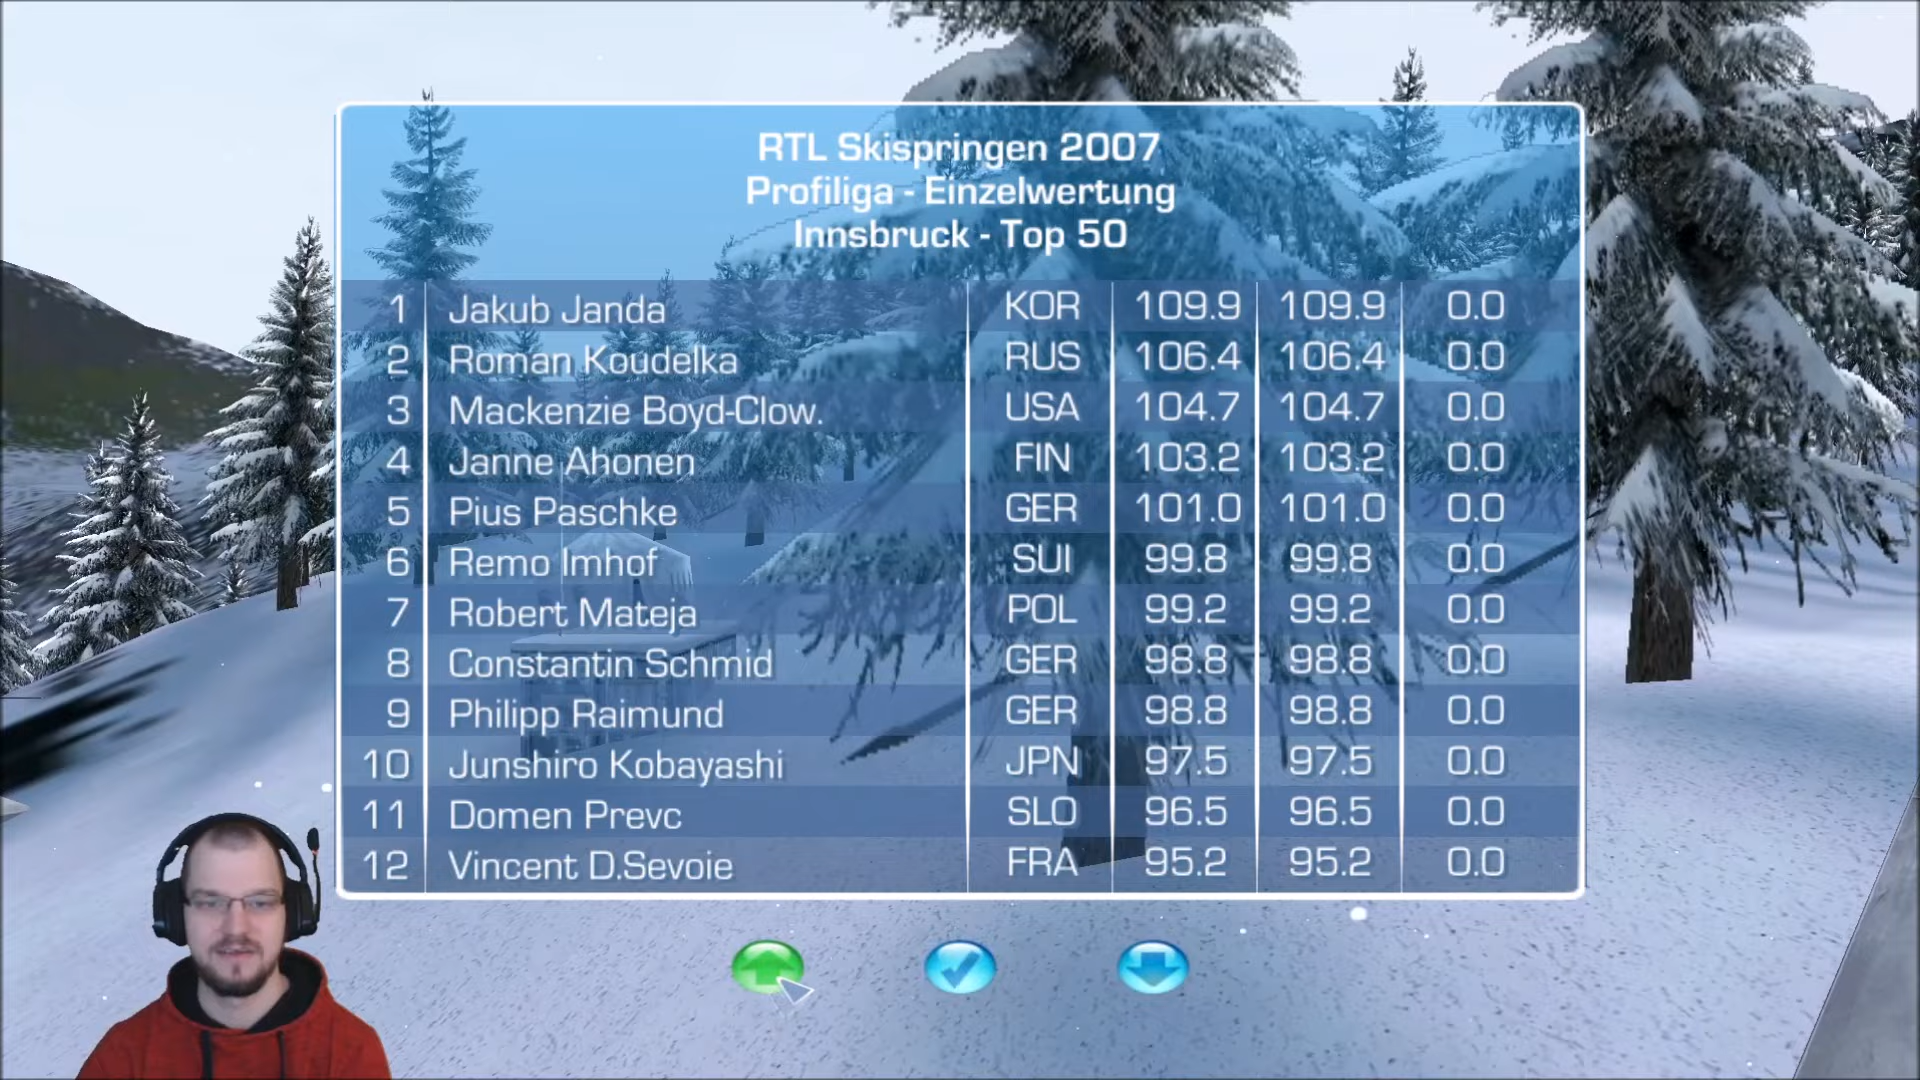 RTL Skispringen 2007
Profiliga - Einzelwertung
Innsbruck - Top 50
1 Jakub Janda KOR 109.9 109.9 0.0
2 Roman Koudelka RUS 106.4 106.4 0.0
3 Mackenzie Boyd-Clow. USA 104.7 104.7 0.0
4 Janne Ahonen FIN 103.2 103.2 0.0
5 Pius Paschke GER 101.0 101.0 0.0
6 Remo Imhof SUI 99.8 99.8 0.0
7 Robert Mateja POL 99.2 99.2 0.0
8 Constantin Schmid GER 98.8 98.8 0.0
9 Philipp Raimund GER 98.8 98.8 0.0
10 Junshiro Kobayashi JPN 97.5 97.5 0.0
11 Domen Prevc SLO 96.5 96.5 0.0
12 Vincent D.Sevoie FRA 95.2 95.2 0.0